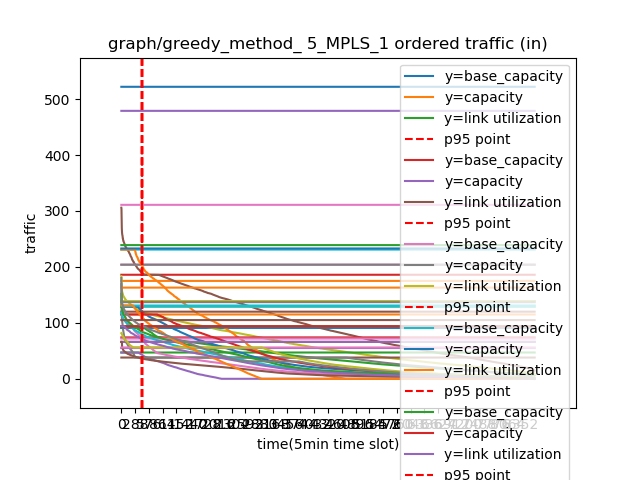 graph/greedy_method_ 5_MPLS_1 ordered traffic (in)
traffic
500
400
300
200
100
0
time(5min time slot)
y=base_capacity
y=capacity
y=link utilization
p95 point
y=base_capacity
y=capacity
y=link utilization
p95 point
y=base_capacity
y=capacity
y=link utilization
p95 point
y=base_capacity
y=capacity
y=link utilization
p95 point
y=base_capacity
y=capacity
y=link utilization
p95 point